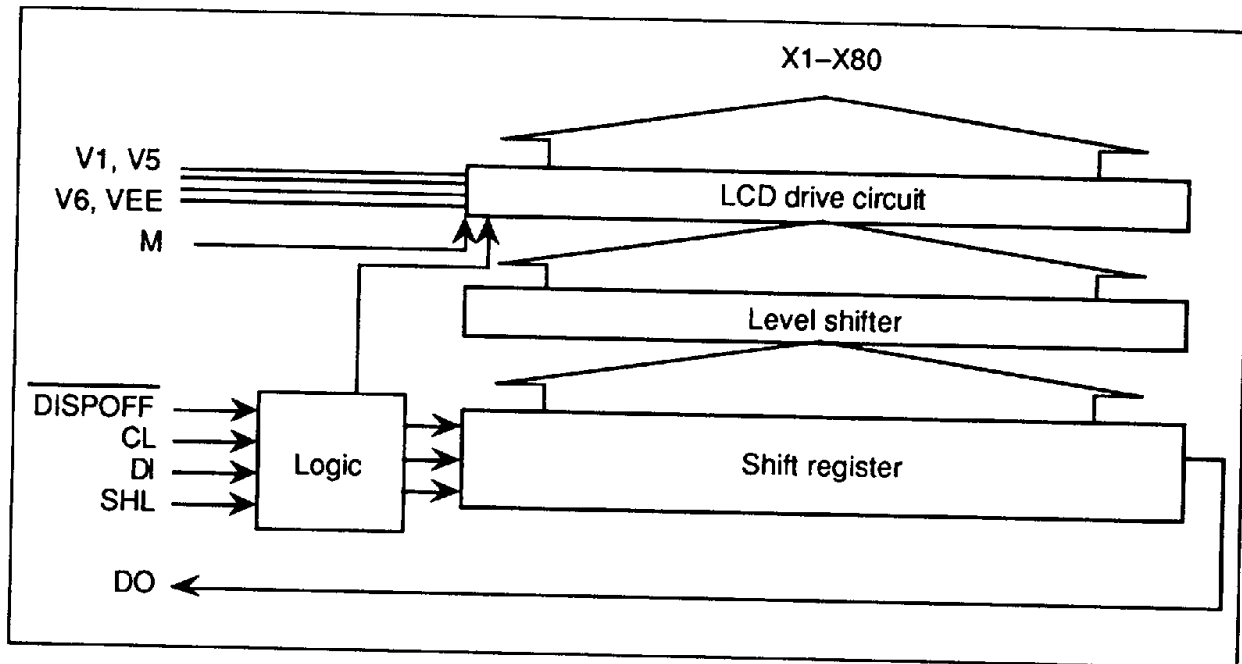 X1–X80
V1, V5
V6, VEE
LCD drive circuit
M
Level shifter
DISPOFF
CL
DI
SHL
Logic
Shift register
DO